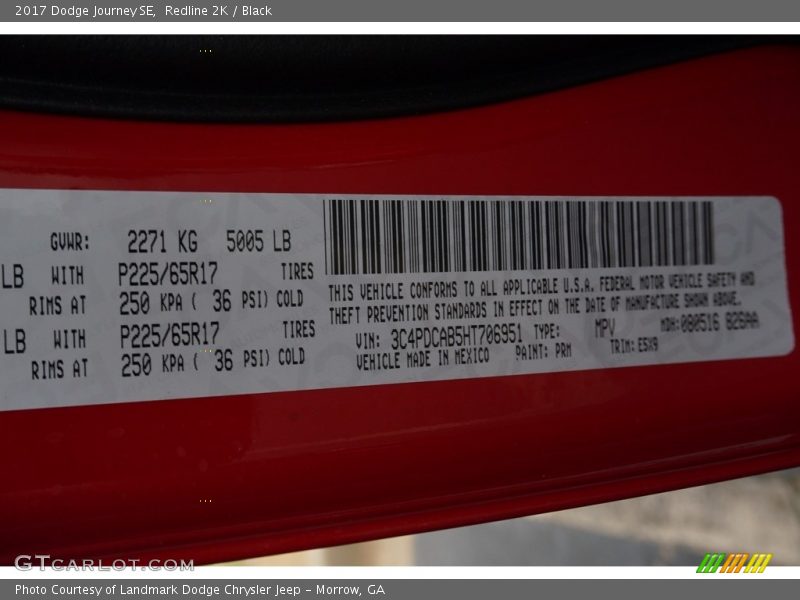 2017 Dodge Journey SE, Redline 2K / Black
GVWR: 2271 KG 5005 LB
LB WITH P225/65R17 TIRES
RIMS AT 250 KPA ( 36 PSI) COLD
LB WITH P225/65R17 TIRES
RIMS AT 250 KPA ( 36 PSI) COLD
THIS VEHICLE CONFORMS TO ALL APPLICABLE U.S.A. FEDERAL MOTOR VEHICLE SAFETY AND
THEFT PREVENTION STANDARDS IN EFFECT ON THE DATE OF MANUFACTURE SHOWN ABOVE.
VIN: 3C4PDCAB5HT706951 TYPE: MPV MDH: 080516 826AA
VEHICLE MADE IN MEXICO PAINT: PRM TRIM: ESX9
GTCARLOT.COM
Photo Courtesy of Landmark Dodge Chrysler Jeep – Morrow, GA